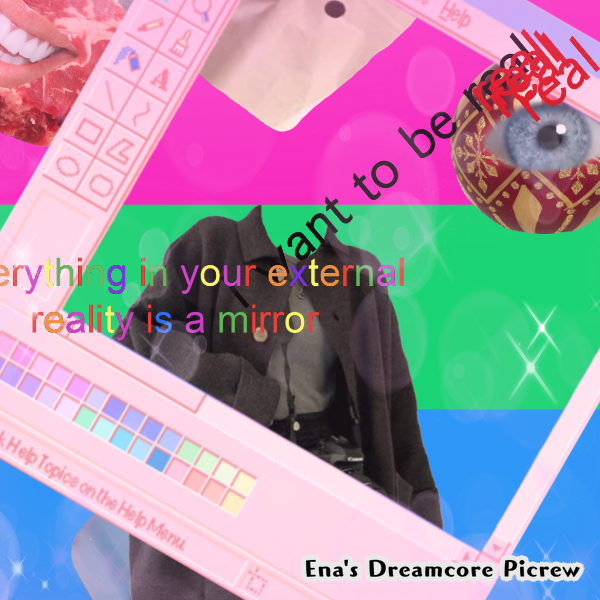 Help
I want to be real
real
real
erything in your external
reality is a mirror
k Help Topics on the Help Menu.
Ena's Dreamcore Picrew